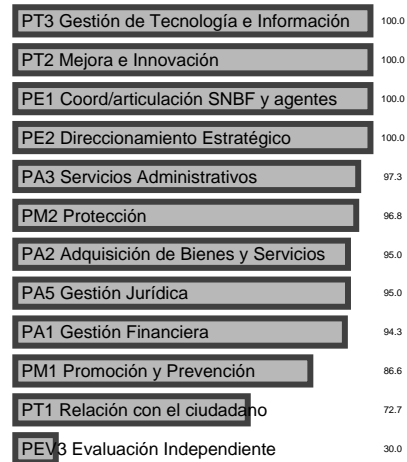 PT3 Gestión de Tecnología e Información 100.0
PT2 Mejora e Innovación 100.0
PE1 Coord/articulación SNBF y agentes 100.0
PE2 Direccionamiento Estratégico 100.0
PA3 Servicios Administrativos 97.3
PM2 Protección 96.8
PA2 Adquisición de Bienes y Servicios 95.0
PA5 Gestión Jurídica 95.0
PA1 Gestión Financiera 94.3
PM1 Promoción y Prevención 86.6
PT1 Relación con el ciudadano 72.7
PEV3 Evaluación Independiente 30.0